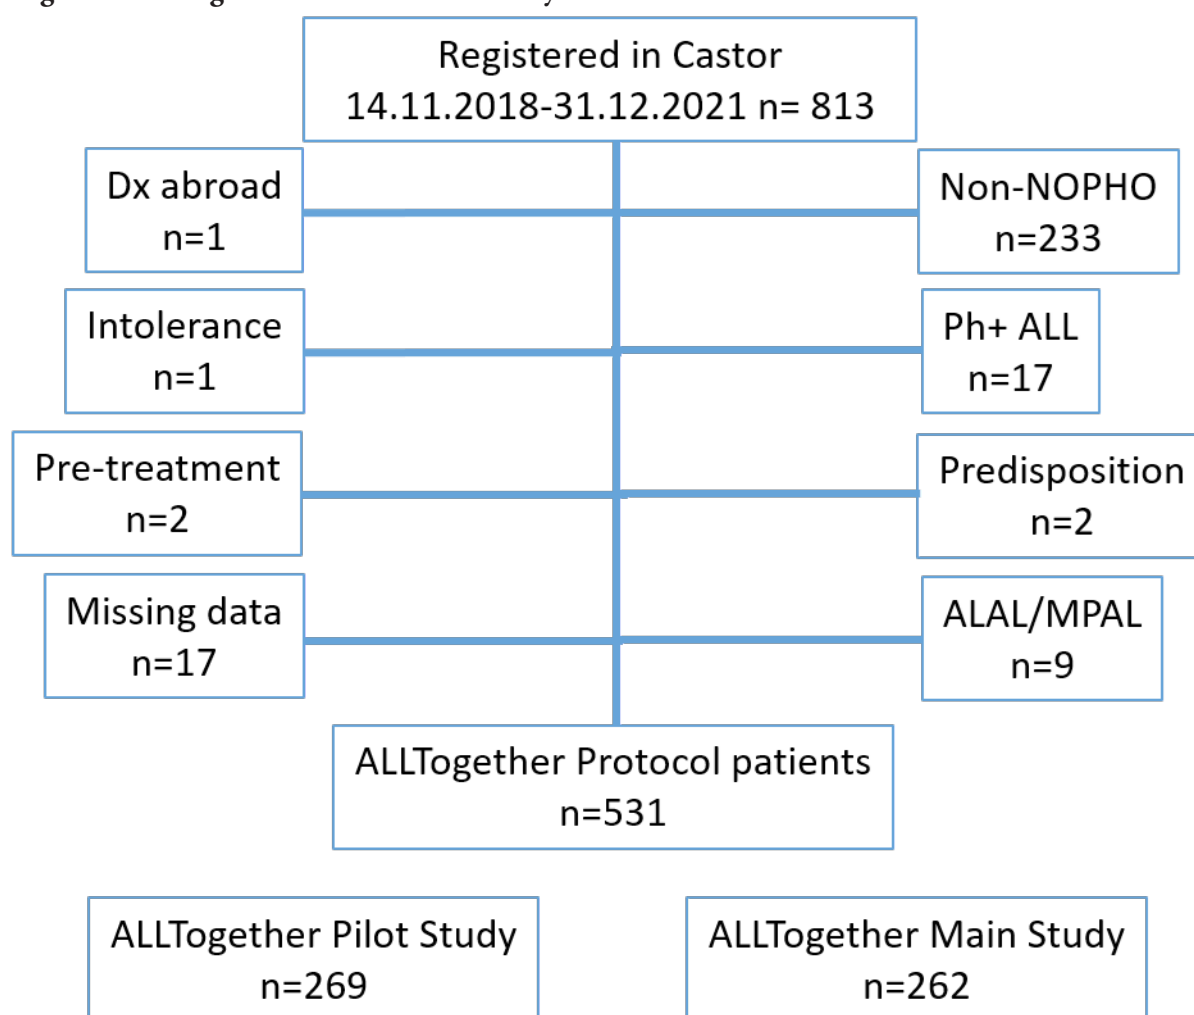 Registered in Castor
14.11.2018-31.12.2021 n= 813
Dx abroad
n=1
Non-NOPHO
n=233
Intolerance
n=1
Ph+ ALL
n=17
Pre-treatment
n=2
Predisposition
n=2
Missing data
n=17
ALAL/MPAL
n=9
ALLTogether Protocol patients
n=531
ALLTogether Pilot Study
n=269
ALLTogether Main Study
n=262